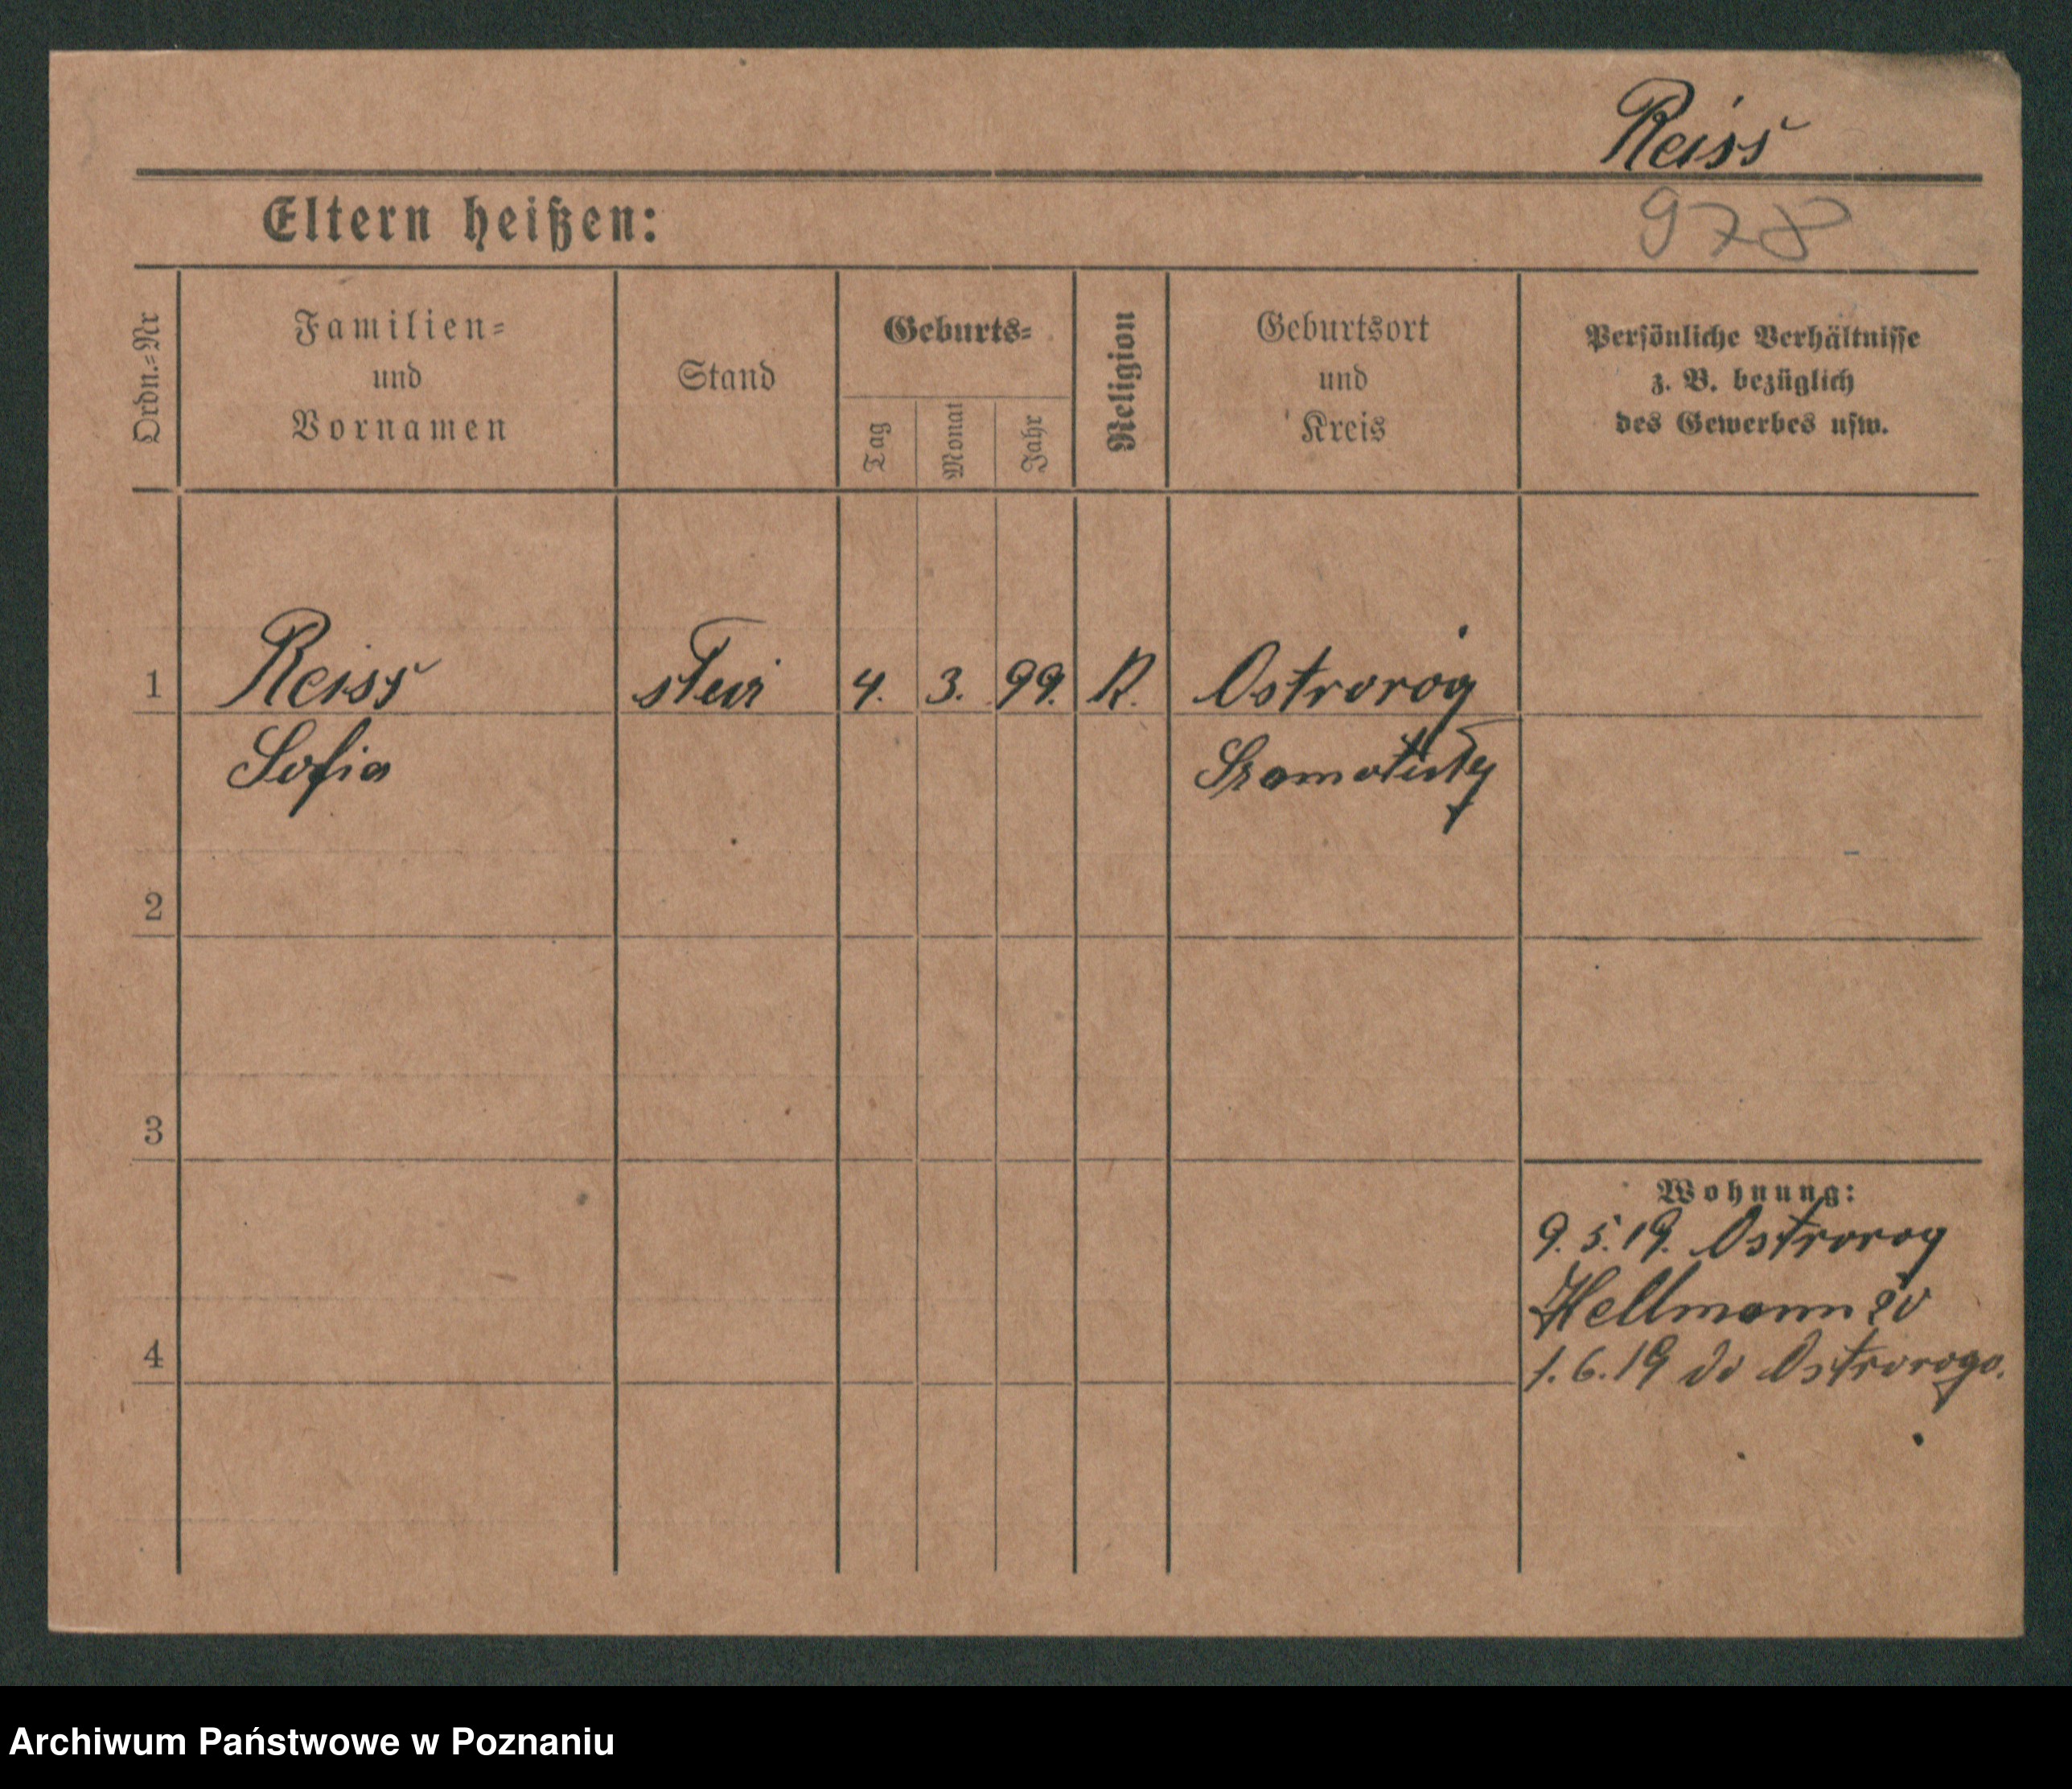 Reiss
Eltern heißen:
978
Ordn.=Nr
Familien=
und
Vornamen
Stand
Geburts=
Tag
Monat
Jahr
Religion
Geburtsort
und
Kreis
Persönliche Verhältnisse
z. B. bezüglich
des Gewerbes usw.
1 Reiss 4. 3. 99. R. Ostroróg
Sofia Szamotuły
2
3
Wohnung:
9. 5. 19. Ostrorog
Hellmann
4 1. 6. 19 do Ostroroga.
Archiwum Państwowe w Poznaniu